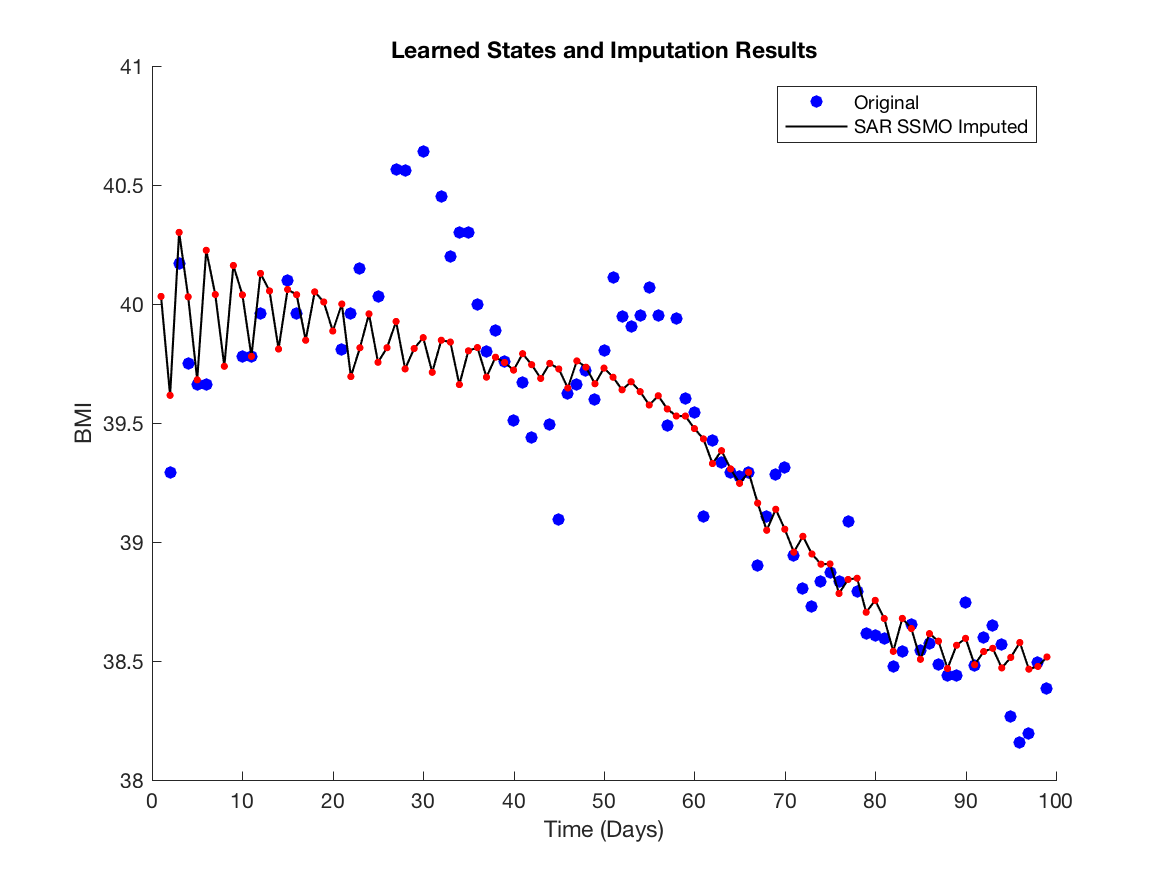 Learned States and Imputation Results
Original
SAR SSMO Imputed
BMI
41
40.5
40
39.5
39
38.5
38
0 10 20 30 40 50 60 70 80 90 100
Time (Days)